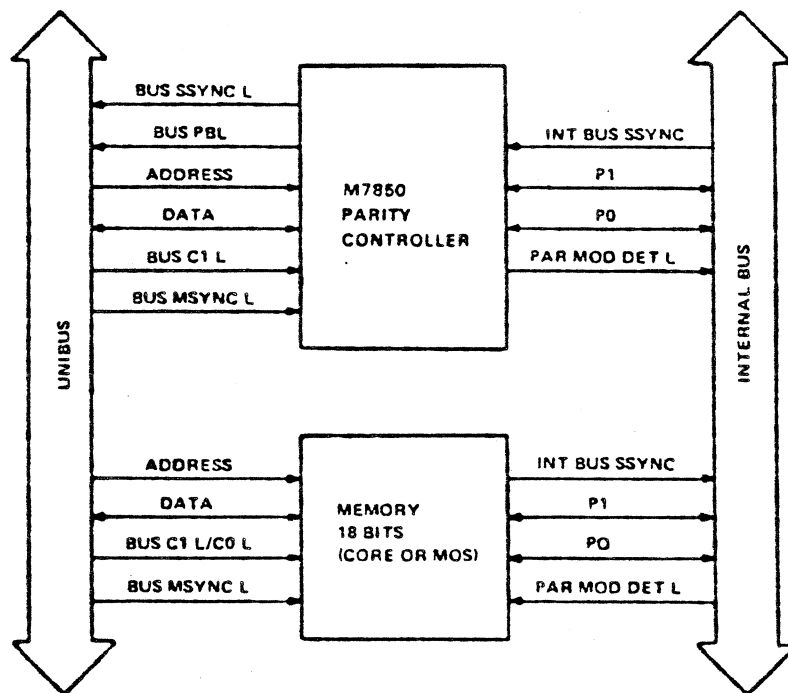 BUS SSYNC L
BUS PBL
ADDRESS
DATA
BUS C1 L
BUS MSYNC L
M7850
PARITY
CONTROLLER
INT BUS SSYNC
P1
P0
PAR MOD DET L
UNIBUS
INTERNAL BUS
ADDRESS
DATA
BUS C1 L/C0 L
BUS MSYNC L
MEMORY
18 BITS
(CORE OR MOS)
INT BUS SSYNC
P1
PO
PAR MOD DET L